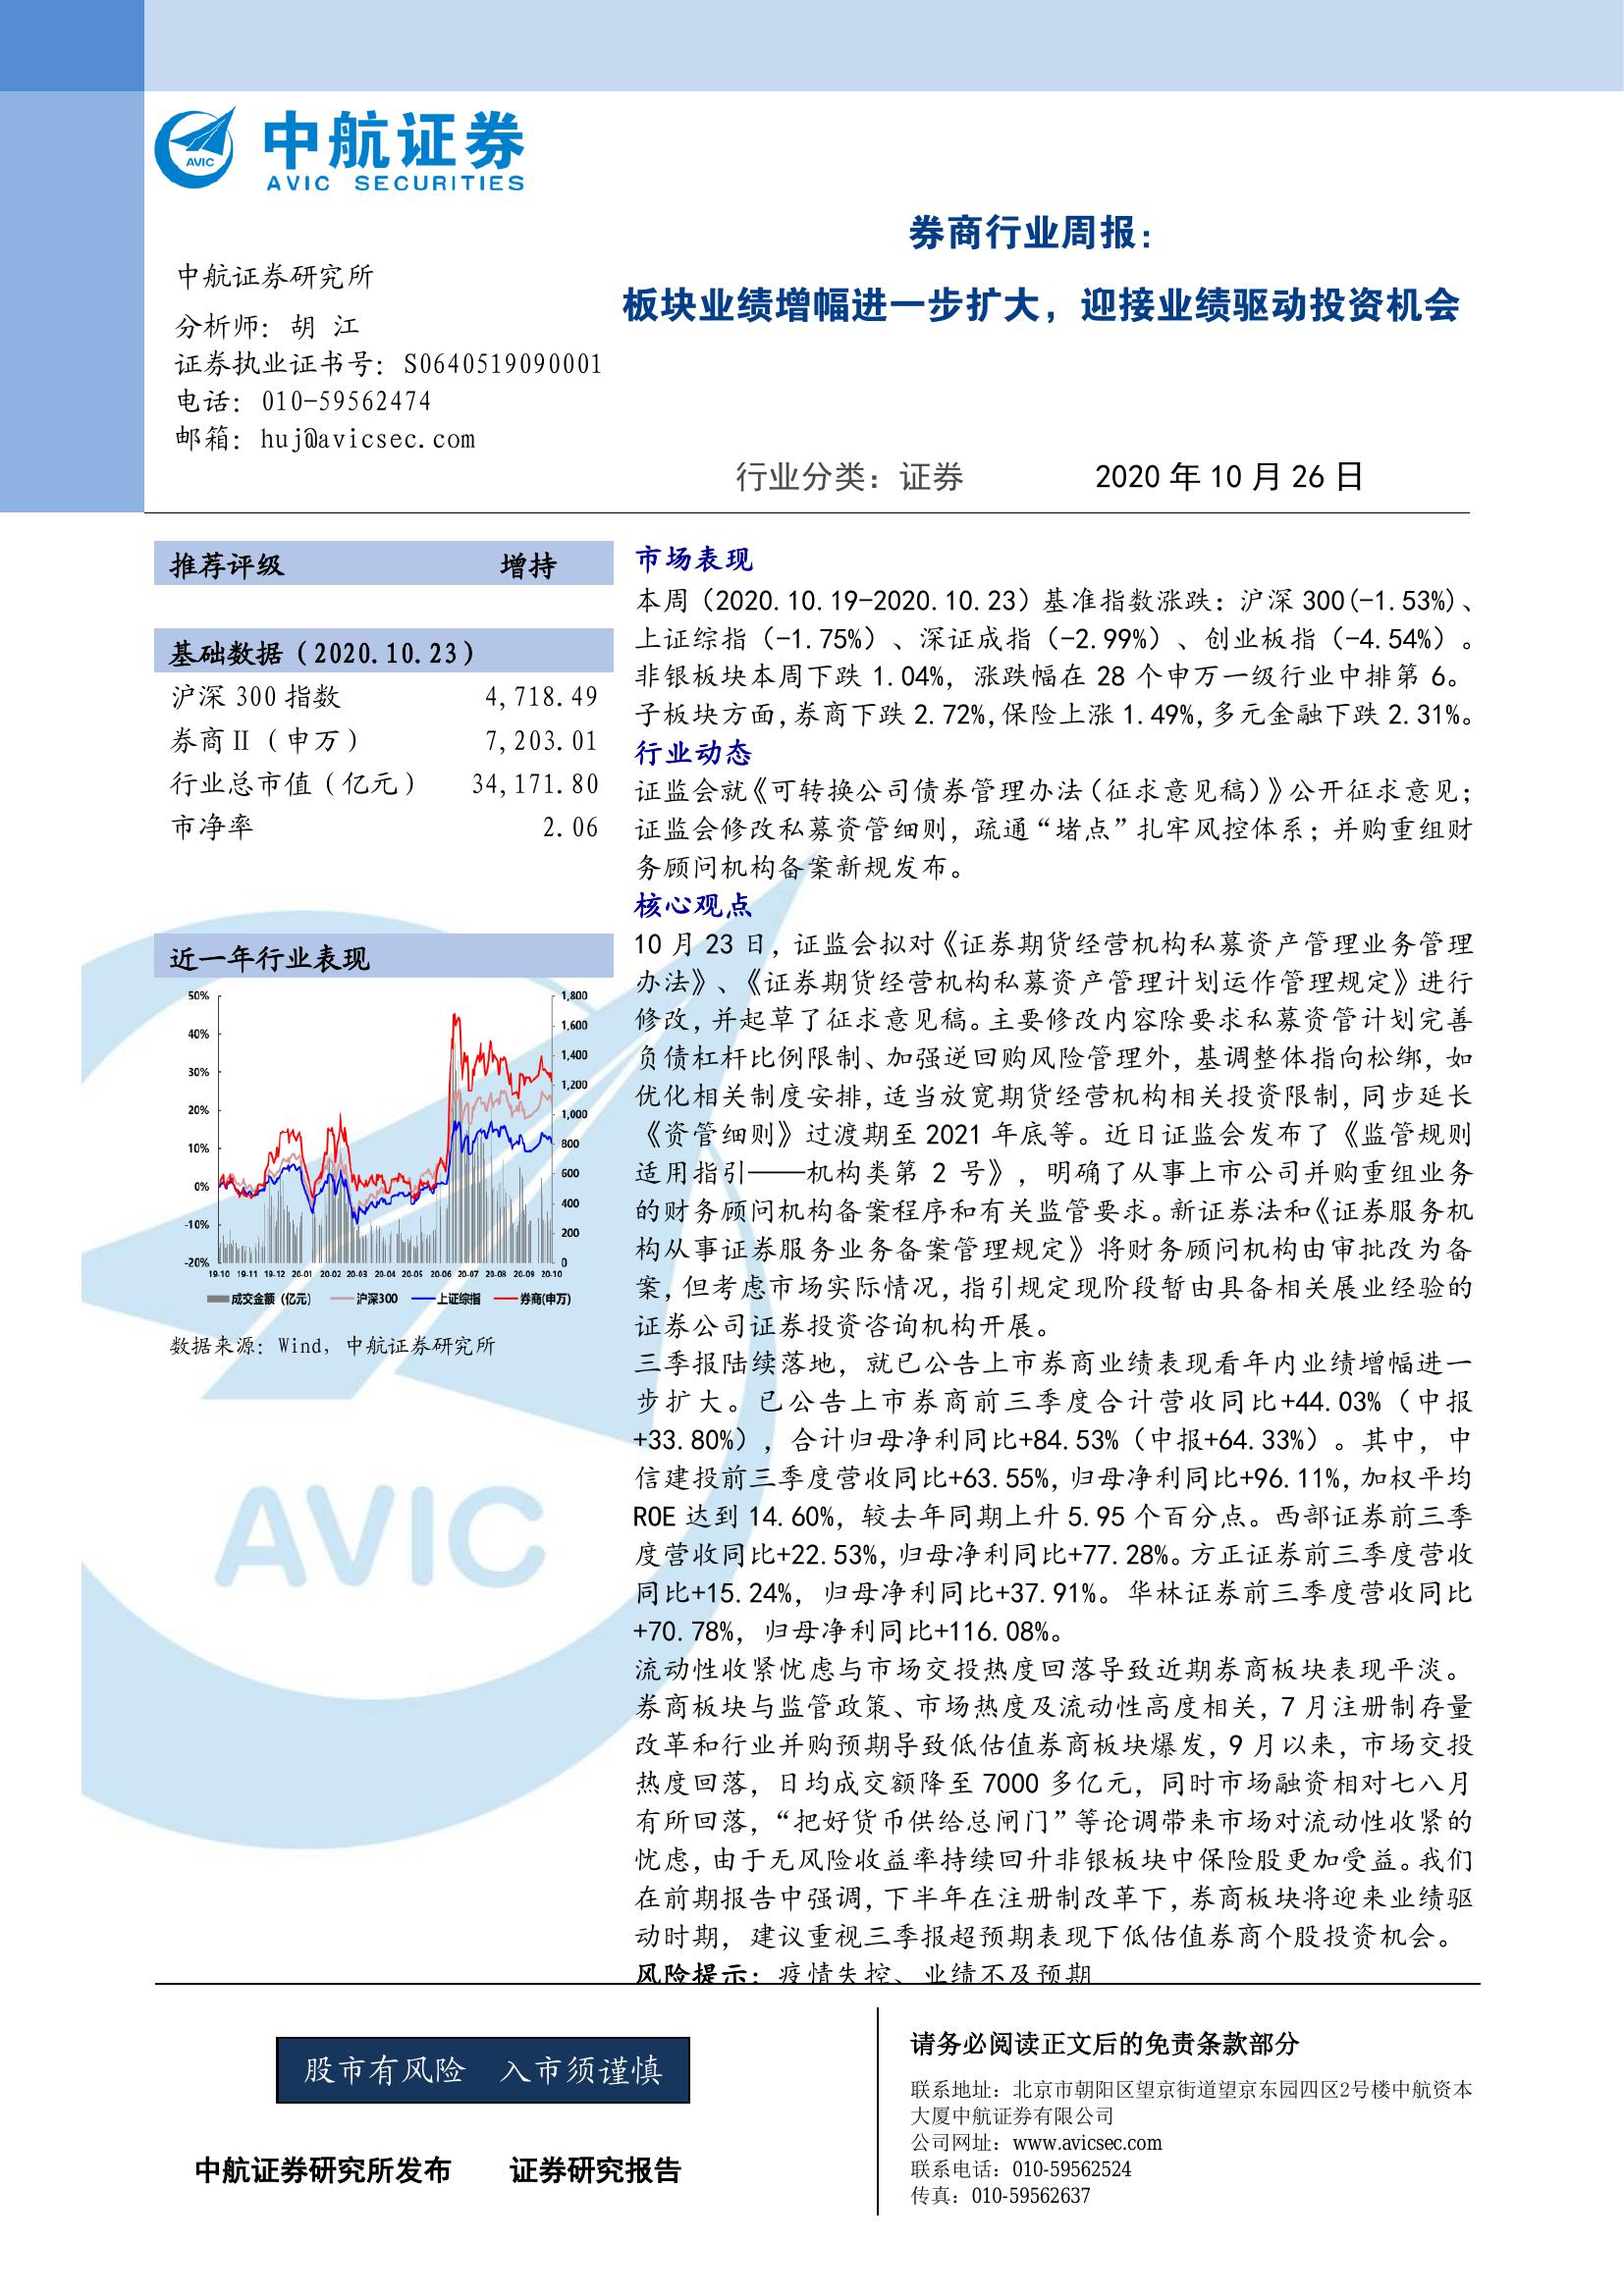 AVIC
中航证券
AVIC SECURITIES
券商行业周报：
板块业绩增幅进一步扩大，迎接业绩驱动投资机会
中航证券研究所
分析师：胡 江
证券执业证书号：S0640519090001
电话：010-59562474
邮箱：huj@avicsec.com
行业分类：证券 2020 年 10 月 26 日
推荐评级 增持
基础数据（2020.10.23）
沪深 300 指数 4,718.49
券商Ⅱ（申万） 7,203.01
行业总市值（亿元） 34,171.80
市净率 2.06
近一年行业表现
50%
40%
30%
20%
10%
0%
-10%
-20%
1,800
1,600
1,400
1,200
1,000
800
600
400
200
0
19-10 19-11 19-12 20-01 20-02 20-03 20-04 20-05 20-06 20-07 20-08 20-09 20-10
成交金额（亿元） 沪深300 上证综指 券商(申万)
数据来源：Wind，中航证券研究所
AVIC
市场表现
本周（2020.10.19-2020.10.23）基准指数涨跌：沪深 300(-1.53%)、
上证综指（-1.75%）、深证成指（-2.99%）、创业板指（-4.54%）。
非银板块本周下跌 1.04%，涨跌幅在 28 个申万一级行业中排第 6。
子板块方面,券商下跌 2.72%,保险上涨 1.49%,多元金融下跌 2.31%。
行业动态
证监会就《可转换公司债券管理办法（征求意见稿）》公开征求意见；
证监会修改私募资管细则，疏通“堵点”扎牢风控体系；并购重组财
务顾问机构备案新规发布。
核心观点
10 月 23 日，证监会拟对《证券期货经营机构私募资产管理业务管理
办法》、《证券期货经营机构私募资产管理计划运作管理规定》进行
修改,并起草了征求意见稿。主要修改内容除要求私募资管计划完善
负债杠杆比例限制、加强逆回购风险管理外，基调整体指向松绑，如
优化相关制度安排,适当放宽期货经营机构相关投资限制,同步延长
《资管细则》过渡期至 2021 年底等。近日证监会发布了《监管规则
适用指引——机构类第 2 号》，明确了从事上市公司并购重组业务
的财务顾问机构备案程序和有关监管要求。新证券法和《证券服务机
构从事证券服务业务备案管理规定》将财务顾问机构由审批改为备
案，但考虑市场实际情况，指引规定现阶段暂由具备相关展业经验的
证券公司证券投资咨询机构开展。
三季报陆续落地，就已公告上市券商业绩表现看年内业绩增幅进一
步扩大。已公告上市券商前三季度合计营收同比+44.03%（中报
+33.80%），合计归母净利同比+84.53%（中报+64.33%）。其中，中
信建投前三季度营收同比+63.55%,归母净利同比+96.11%,加权平均
ROE 达到 14.60%，较去年同期上升 5.95 个百分点。西部证券前三季
度营收同比+22.53%,归母净利同比+77.28%。方正证券前三季度营收
同比+15.24%，归母净利同比+37.91%。华林证券前三季度营收同比
+70.78%，归母净利同比+116.08%。
流动性收紧忧虑与市场交投热度回落导致近期券商板块表现平淡。
券商板块与监管政策、市场热度及流动性高度相关，7 月注册制存量
改革和行业并购预期导致低估值券商板块爆发，9 月以来，市场交投
热度回落，日均成交额降至 7000 多亿元，同时市场融资相对七八月
有所回落，“把好货币供给总闸门”等论调带来市场对流动性收紧的
忧虑,由于无风险收益率持续回升非银板块中保险股更加受益。我们
在前期报告中强调,下半年在注册制改革下,券商板块将迎来业绩驱
动时期，建议重视三季报超预期表现下低估值券商个股投资机会。
风险提示：疫情失控、业绩不及预期
股市有风险 入市须谨慎
中航证券研究所发布 证券研究报告
请务必阅读正文后的免责条款部分
联系地址：北京市朝阳区望京街道望京东园四区2号楼中航资本
大厦中航证券有限公司
公司网址：www.avicsec.com
联系电话：010-59562524
传真：010-59562637